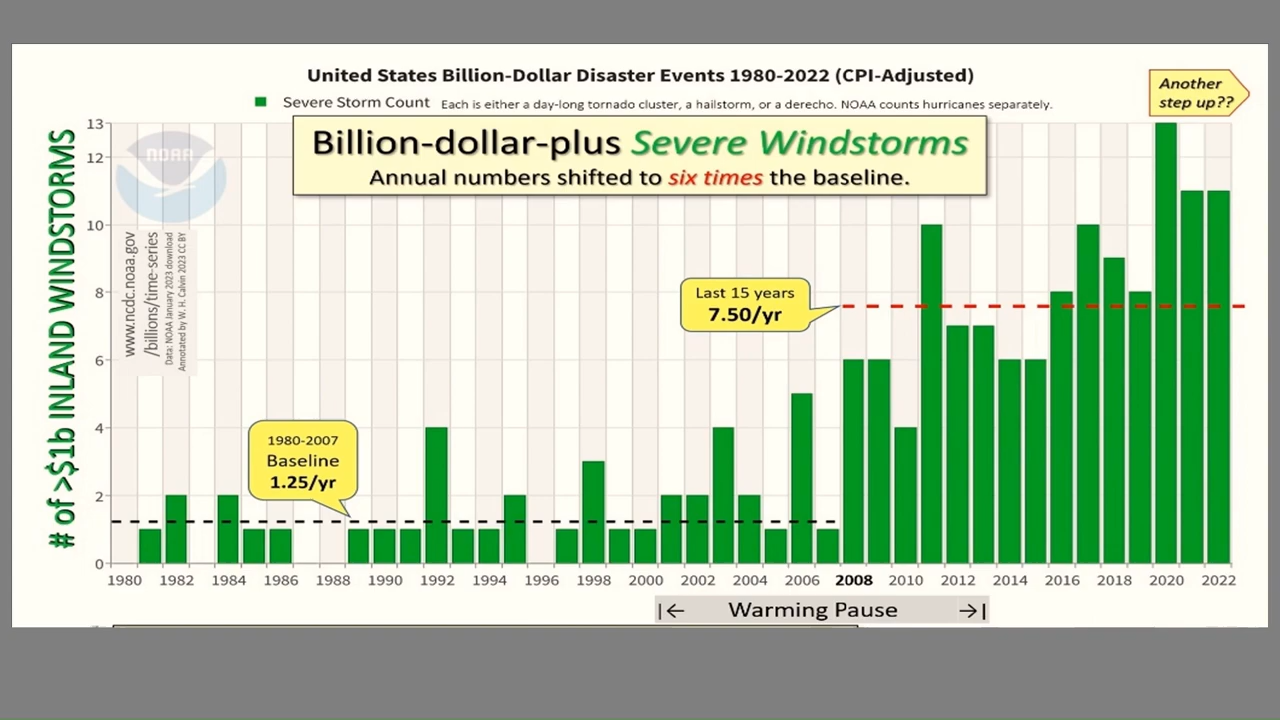 United States Billion-Dollar Disaster Events 1980-2022 (CPI-Adjusted)
Severe Storm Count Each is either a day-long tornado cluster, a hailstorm, or a derecho. NOAA counts hurricanes separately.
Another
step up??
Billion-dollar-plus Severe Windstorms
Annual numbers shifted to six times the baseline.
# of >$1b INLAND WINDSTORMS
13
12
10
8
6
4
2
0
NOAA
www.ncdc.noaa.gov
/billions/time-series
Data: NOAA January 2023 download
Annotated by W. H. Calvin 2023 CC BY
Last 15 years
7.50/yr
1980-2007
Baseline
1.25/yr
1980 1982 1984 1986 1988 1990 1992 1994 1996 1998 2000 2002 2004 2006 2008 2010 2012 2014 2016 2018 2020 2022
|← Warming Pause →|